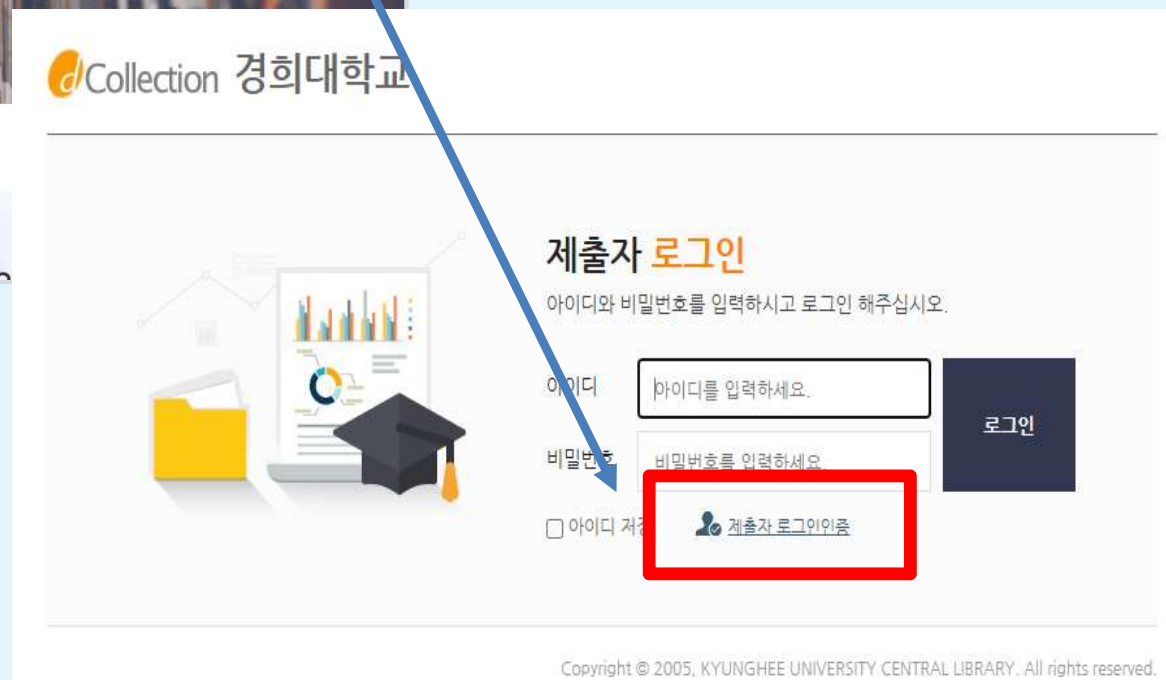 dCollection 경희대학교
제출자 로그인
아이디와 비밀번호를 입력하시고 로그인 해주십시오.
아이디 아이디를 입력하세요.
로그인
비밀번호 비밀번호를 입력하세요.
아이디 저장 제출자 로그인인증
Copyright © 2005, KYUNGHEE UNIVERSITY CENTRAL LIBRARY. All rights reserved.